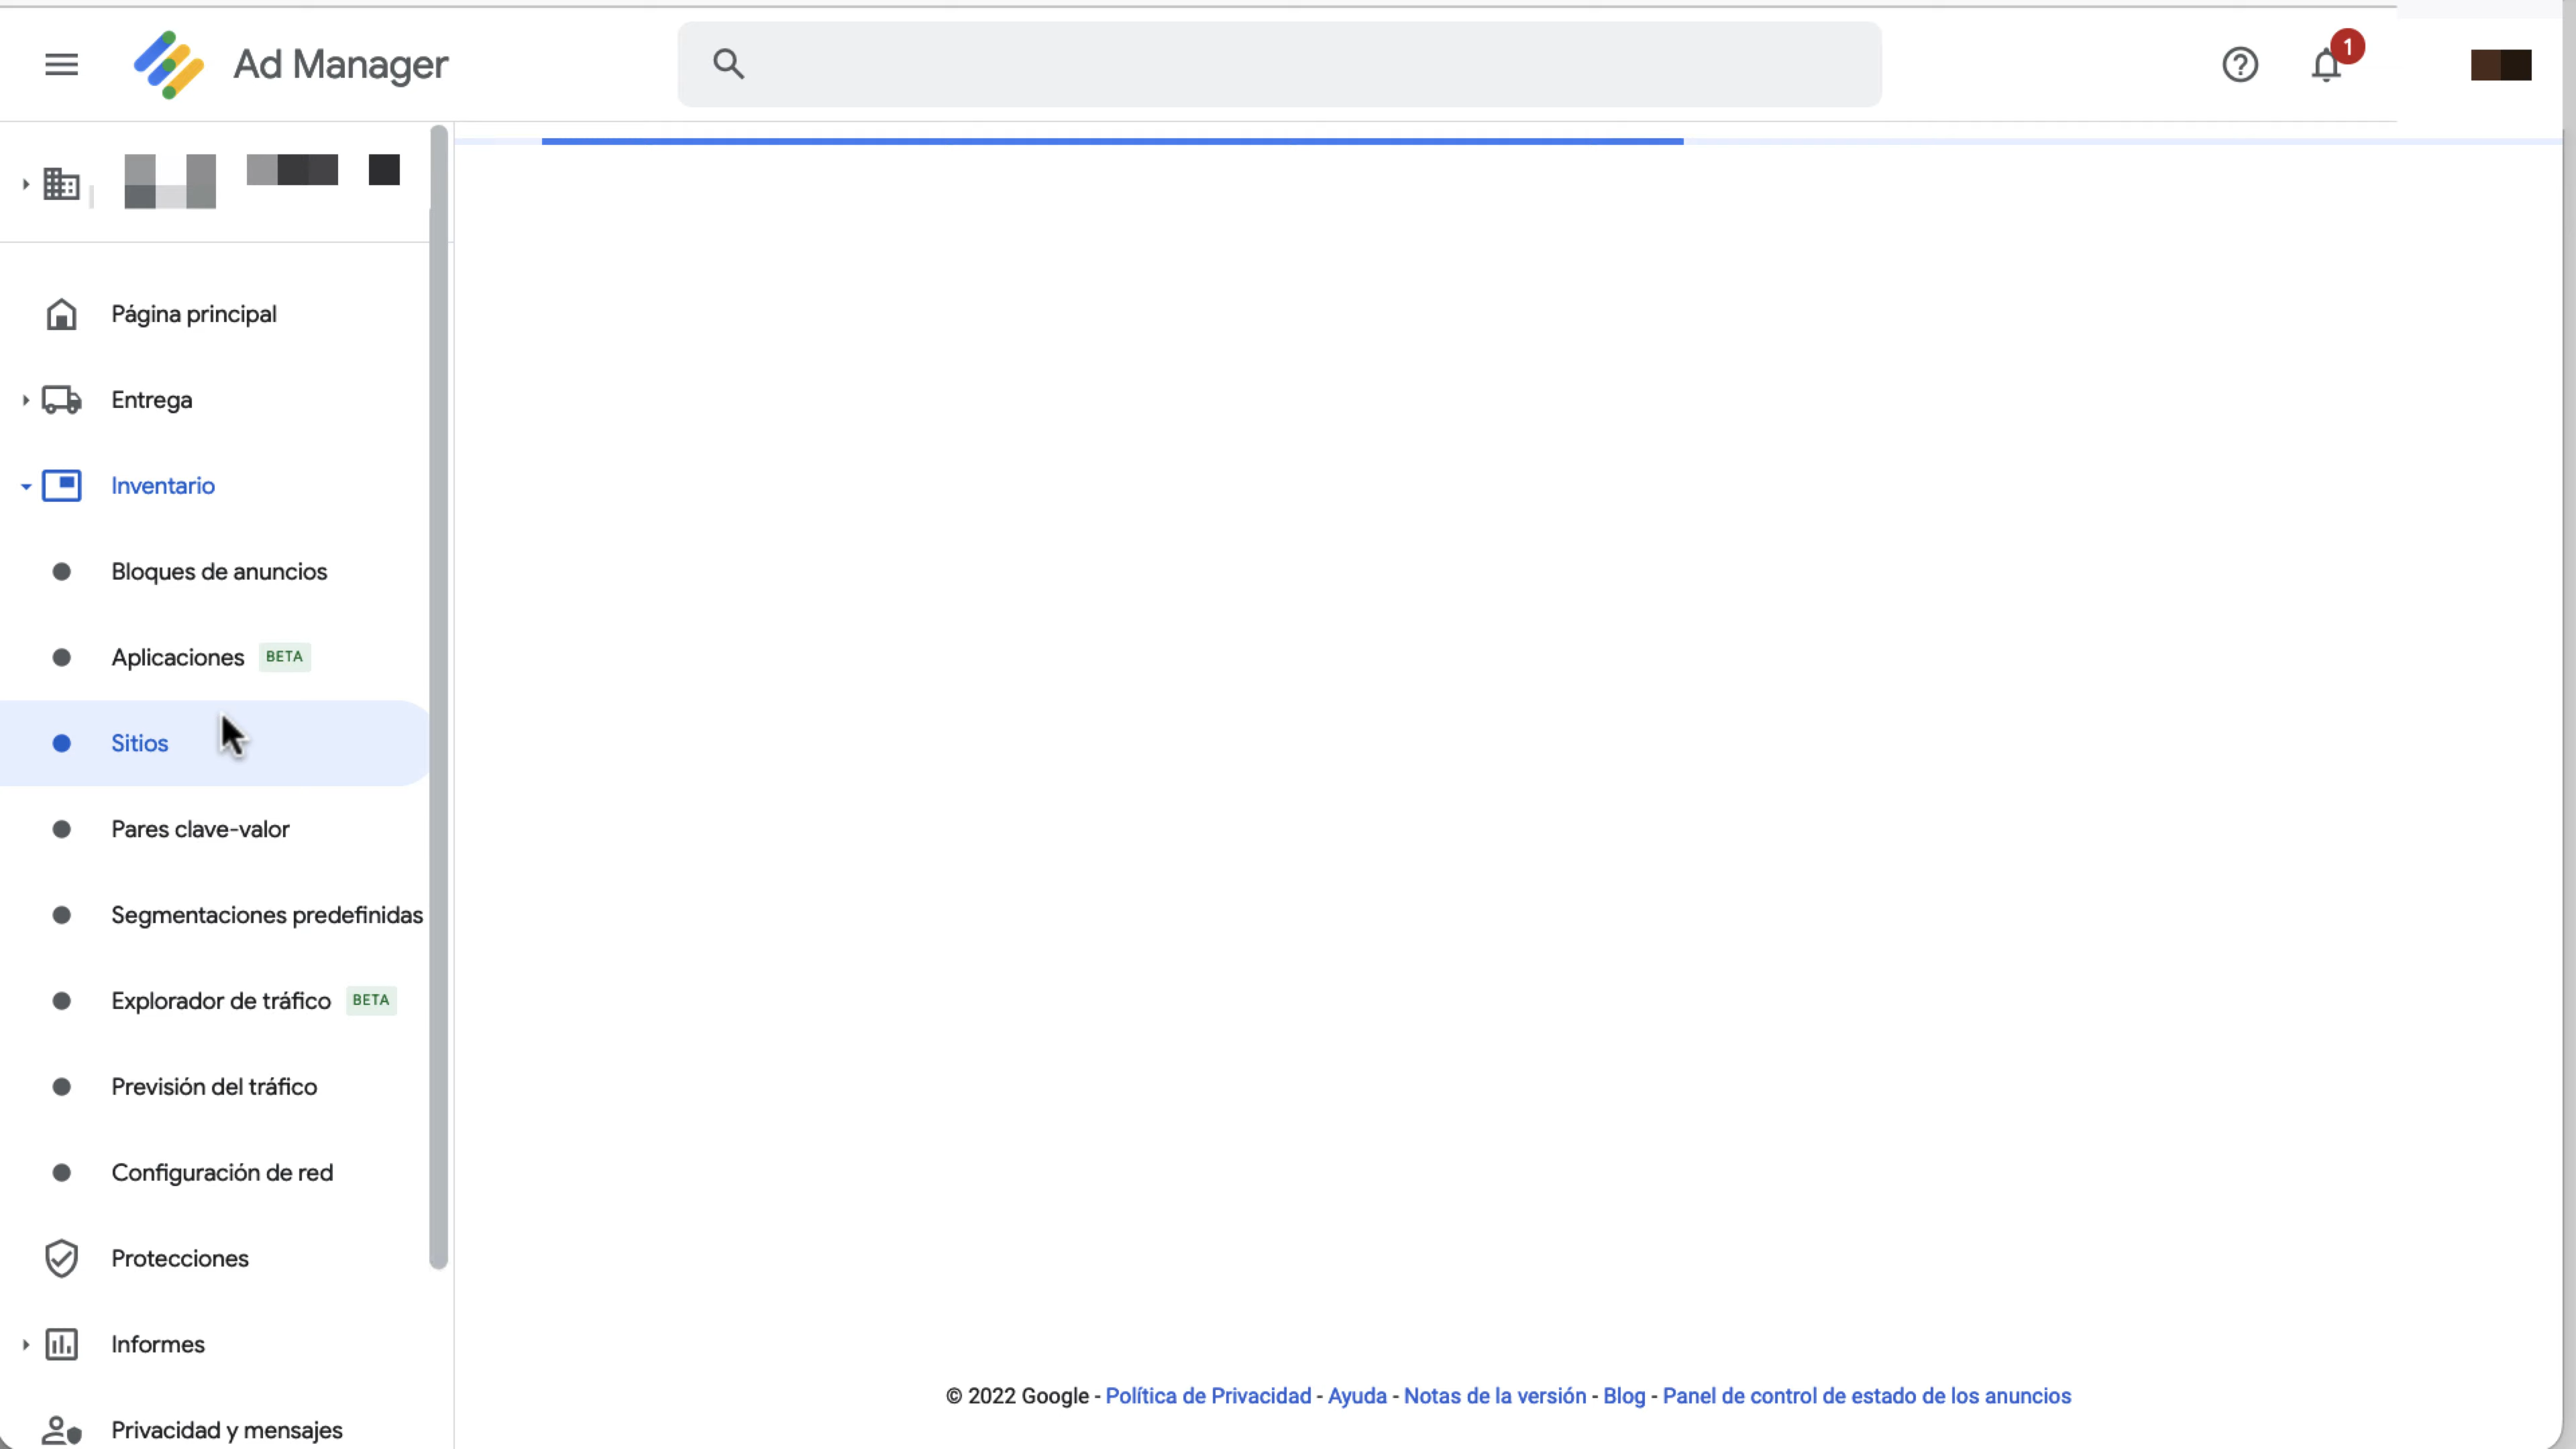 Ad Manager
1
Página principal
Entrega
Inventario
Bloques de anuncios
Aplicaciones BETA
Sitios
Pares clave-valor
Segmentaciones predefinidas
Explorador de tráfico BETA
Previsión del tráfico
Configuración de red
Protecciones
Informes
Privacidad y mensajes
© 2022 Google - Política de Privacidad - Ayuda - Notas de la versión - Blog - Panel de control de estado de los anuncios